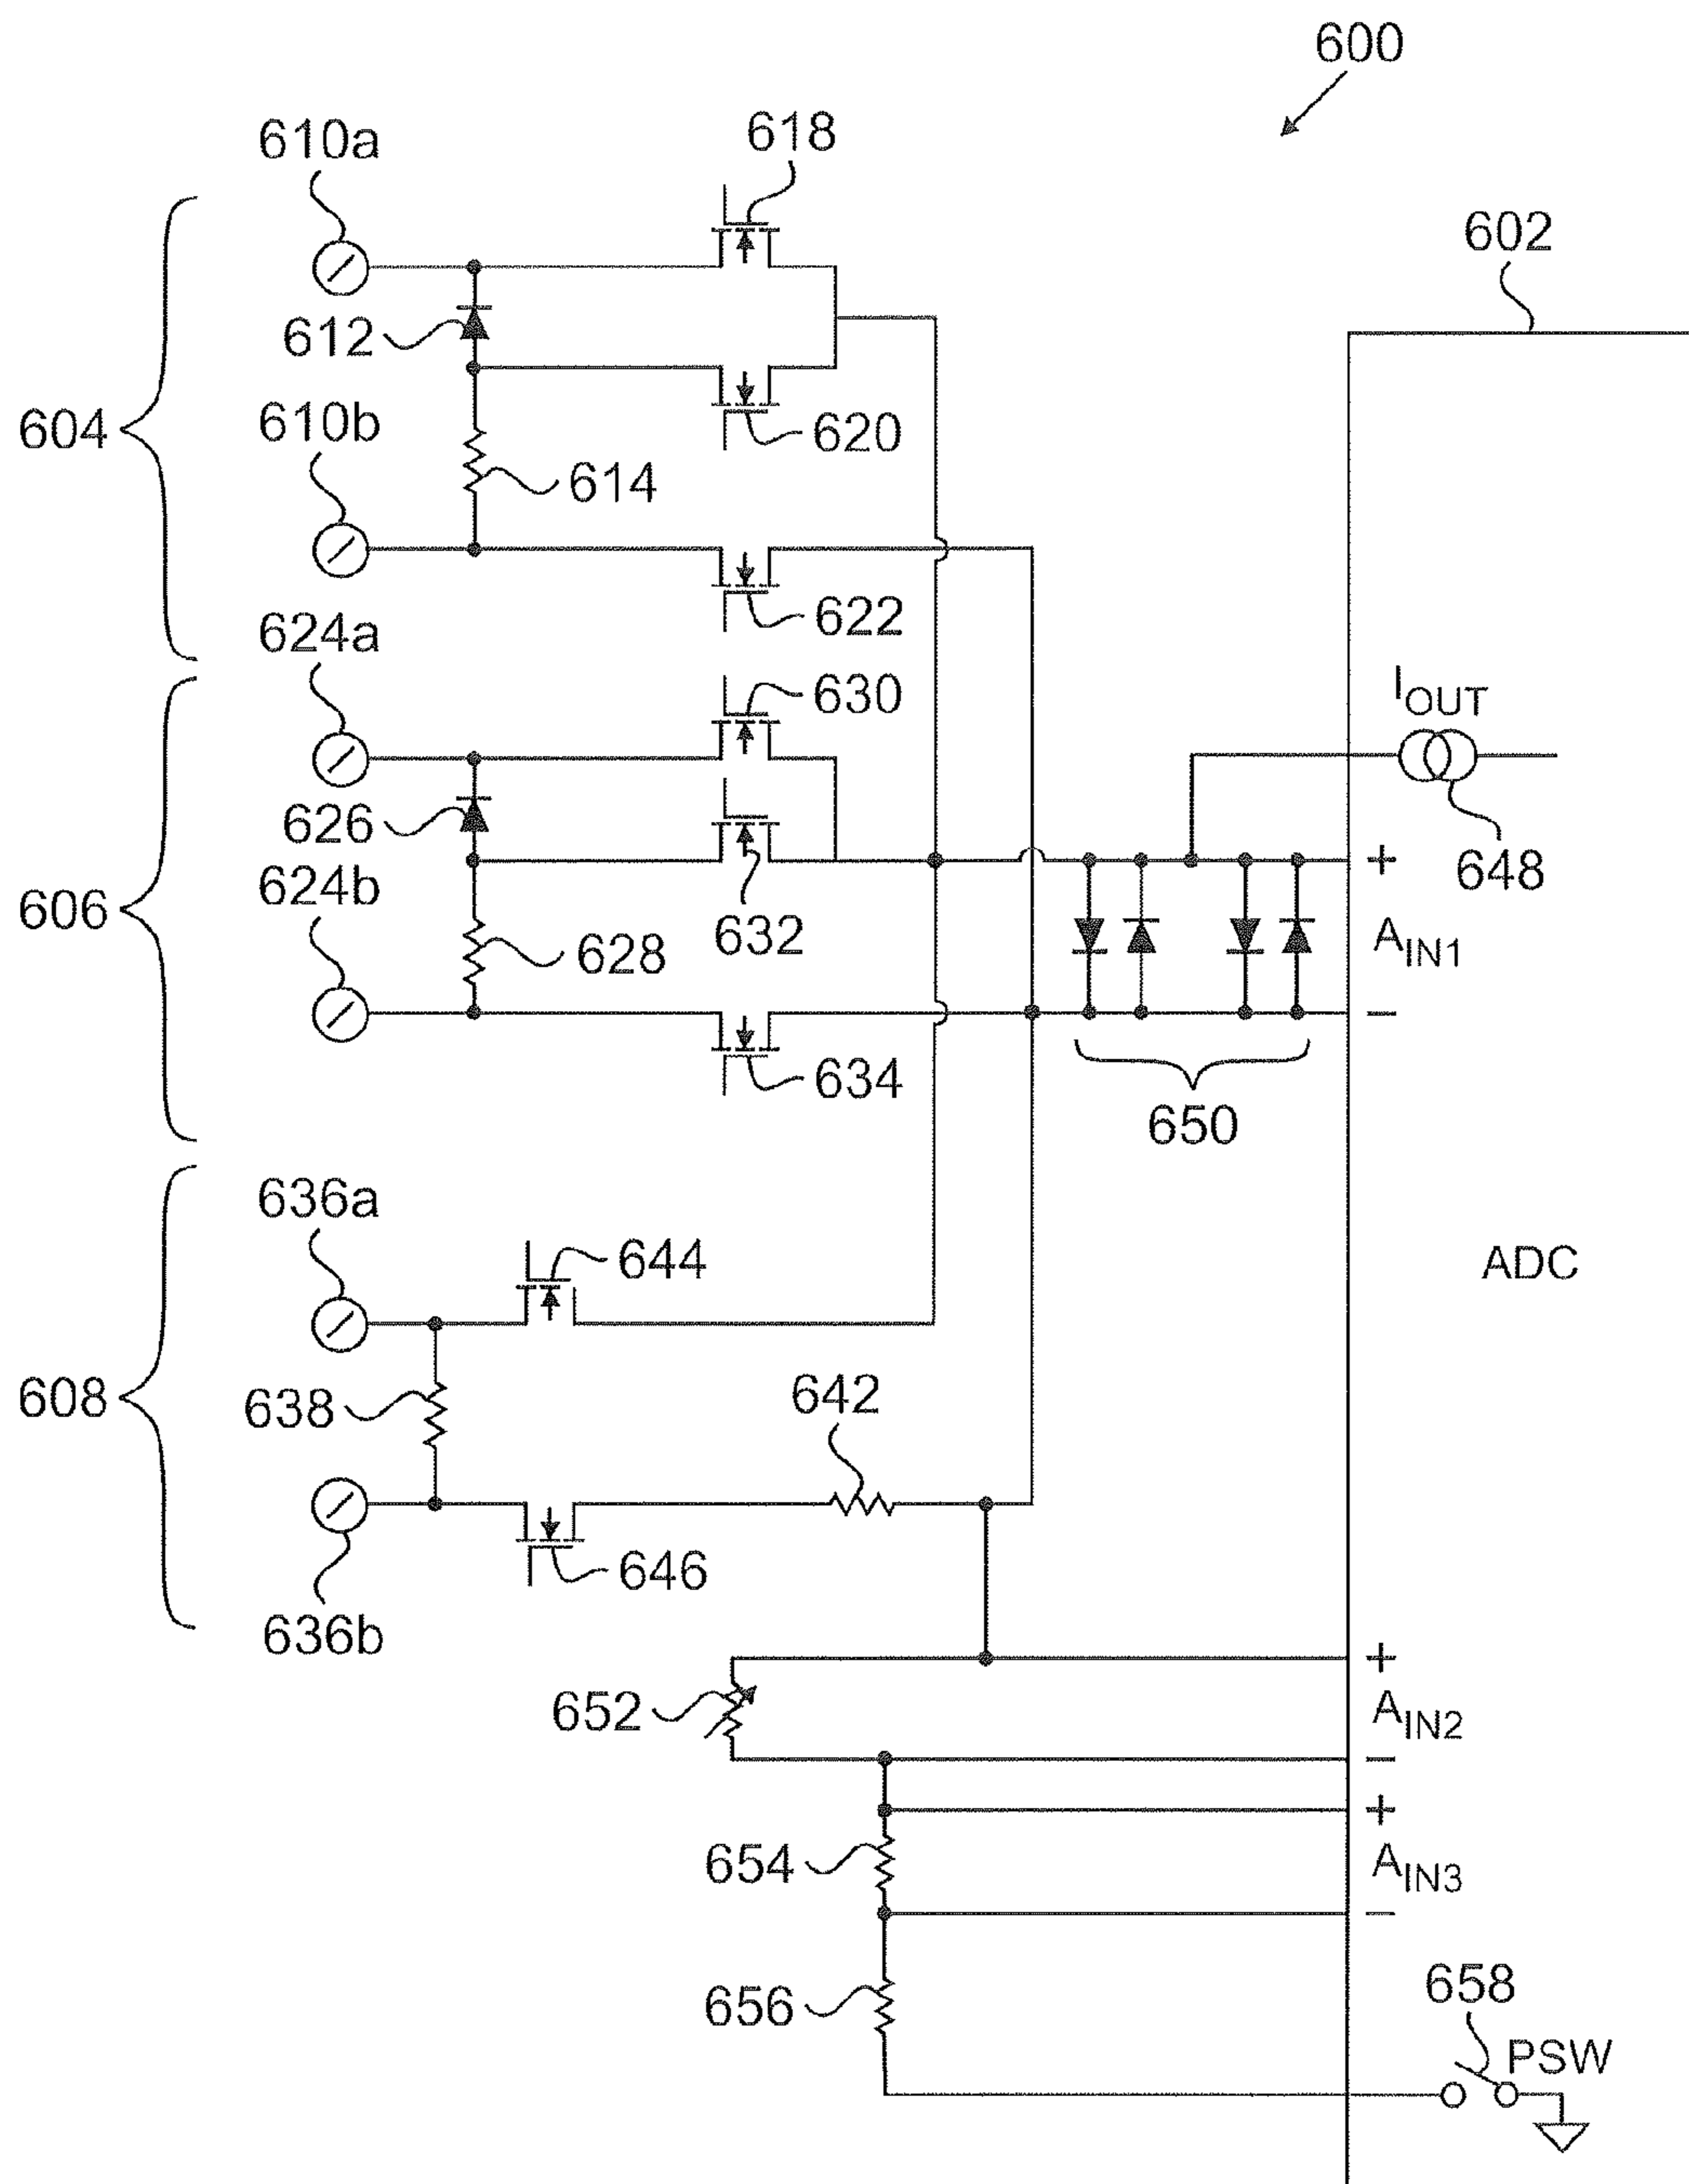 600
610a
618
602
612
604
610b
620
614
622
624a
630
I_OUT
626
648
606
624b
632
628
+
A_IN1
−
634
650
636a
644
ADC
608
638
642
646
636b
652
+
A_IN2
−
+
654
A_IN3
−
656
658
PSW